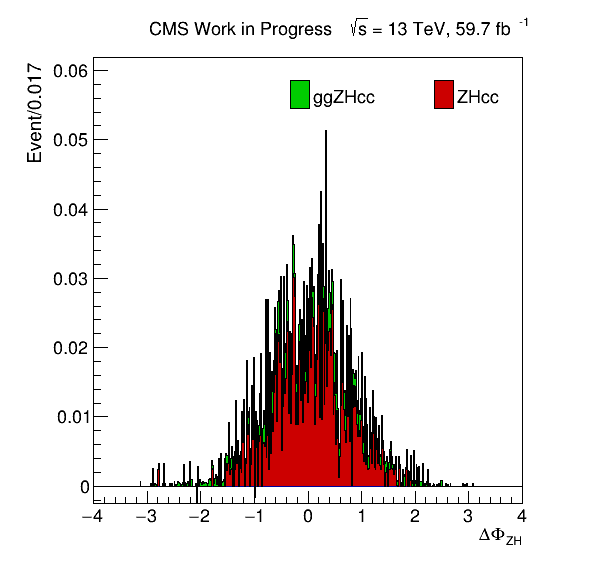 CMS Work in Progress √s = 13 TeV, 59.7 fb⁻¹
Event/0.017
0.06
0.05
0.04
0.03
0.02
0.01
0
ggZHcc ZHcc
−4 −3 −2 −1 0 1 2 3 4
ΔΦ_ZH